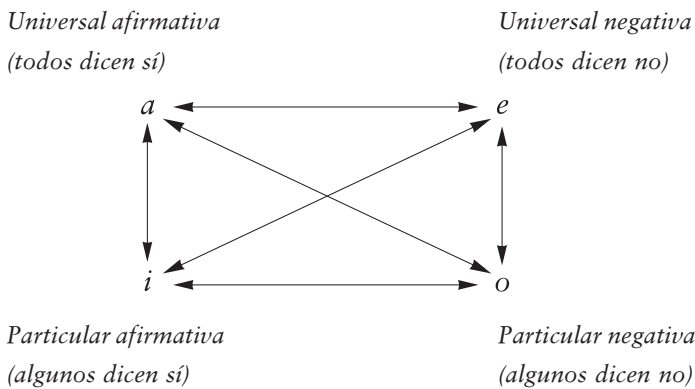 Universal afirmativa
(todos dicen sí)
Universal negativa
(todos dicen no)
a
e
i
o
Particular afirmativa
(algunos dicen sí)
Particular negativa
(algunos dicen no)